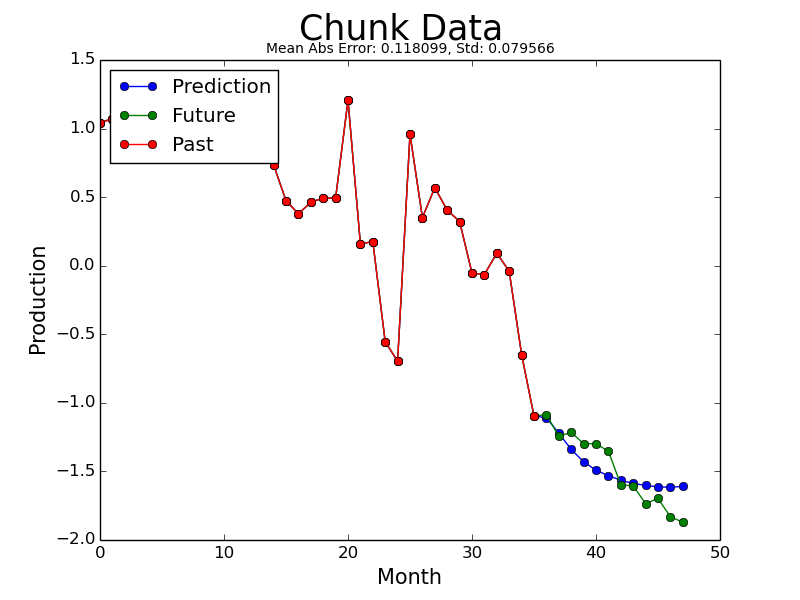 Chunk Data
Mean Abs Error: 0.118099, Std: 0.079566
Prediction
Future
Past
Production
1.5
1.0
0.5
0.0
−0.5
−1.0
−1.5
−2.0
0 10 20 30 40 50
Month